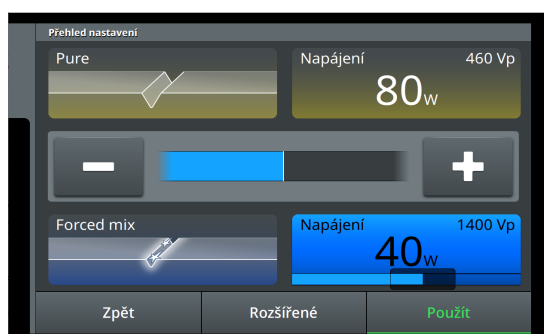 Přehled nastavení
Pure
Napájení 460 Vp
80W
Forced mix
Napájení 1400 Vp
40W
Zpět Rozšířené Použít